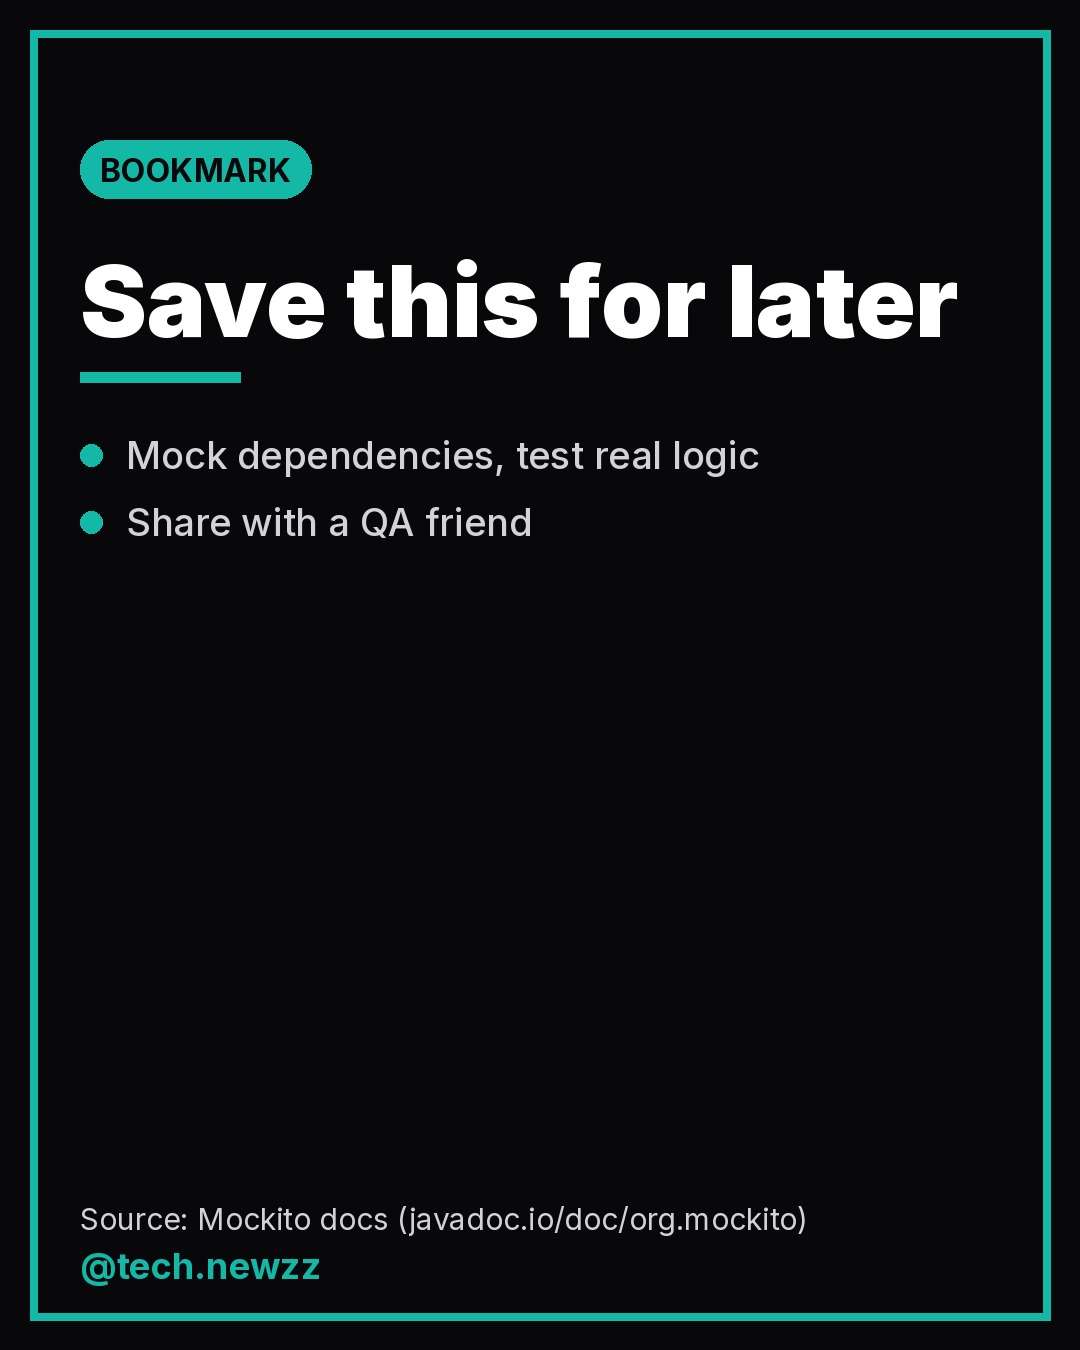 BOOKMARK
Save this for later
Mock dependencies, test real logic
Share with a QA friend
Source: Mockito docs (javadoc.io/doc/org.mockito)
@tech.newzz